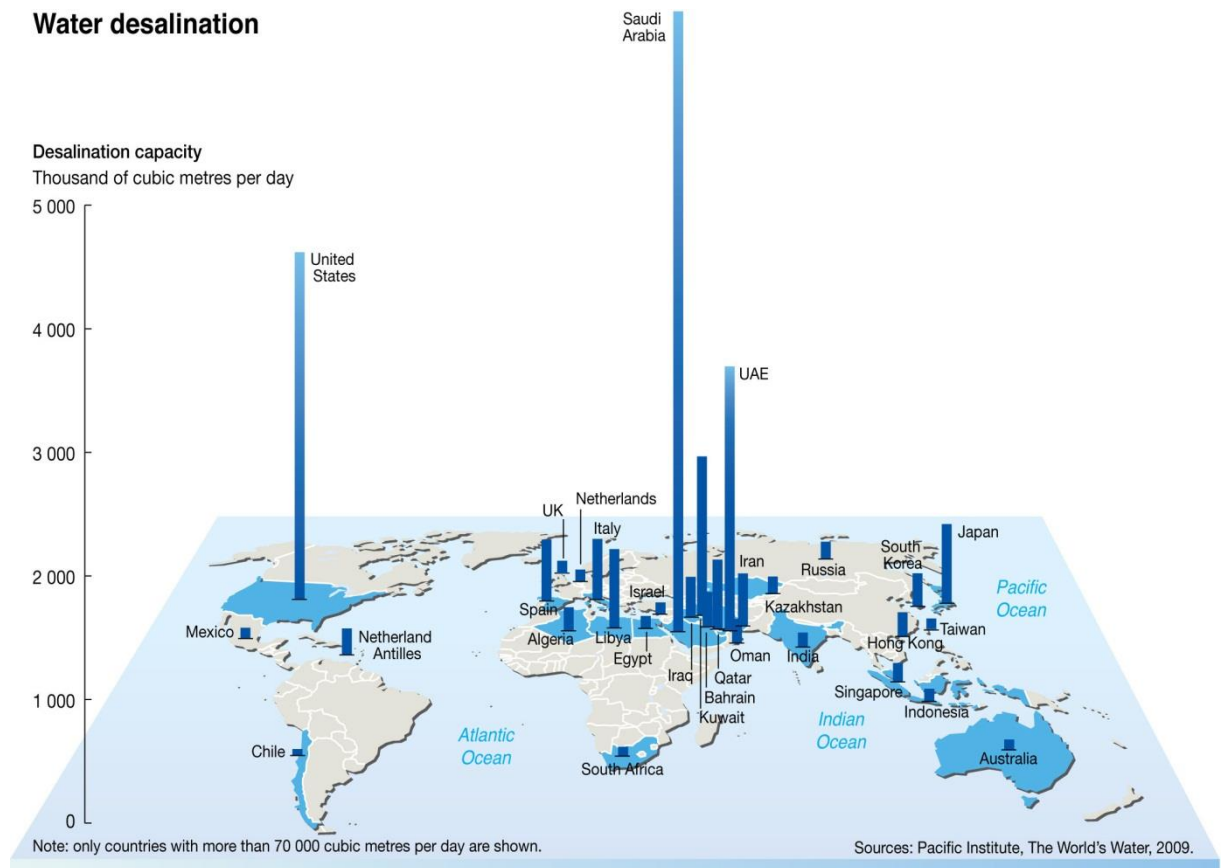 Water desalination
Saudi
Arabia
Desalination capacity
Thousand of cubic metres per day
5 000
4 000
3 000
2 000
1 000
0
United
States
UAE
UK
Netherlands
Italy
Spain
Israel
Iran
Russia
South
Korea
Japan
Kazakhstan
Pacific
Ocean
Mexico
Netherland
Antilles
Algeria
Libya
Egypt
Iraq
Oman
Qatar
Bahrain
Kuwait
India
Hong Kong
Taiwan
Singapore
Indonesia
Atlantic
Ocean
Indian
Ocean
Chile
South Africa
Australia
Note: only countries with more than 70 000 cubic metres per day are shown.
Sources: Pacific Institute, The World's Water, 2009.